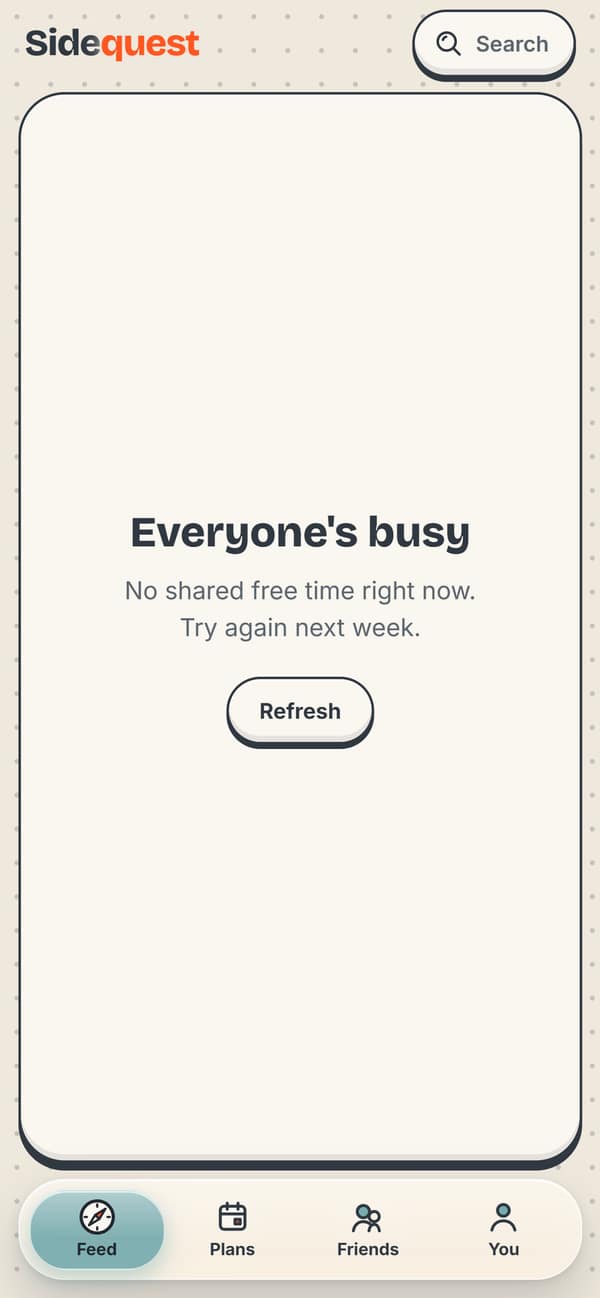 Sidequest
Search
Everyone's busy
No shared free time right now.
Try again next week.
Refresh
Feed
Plans
Friends
You